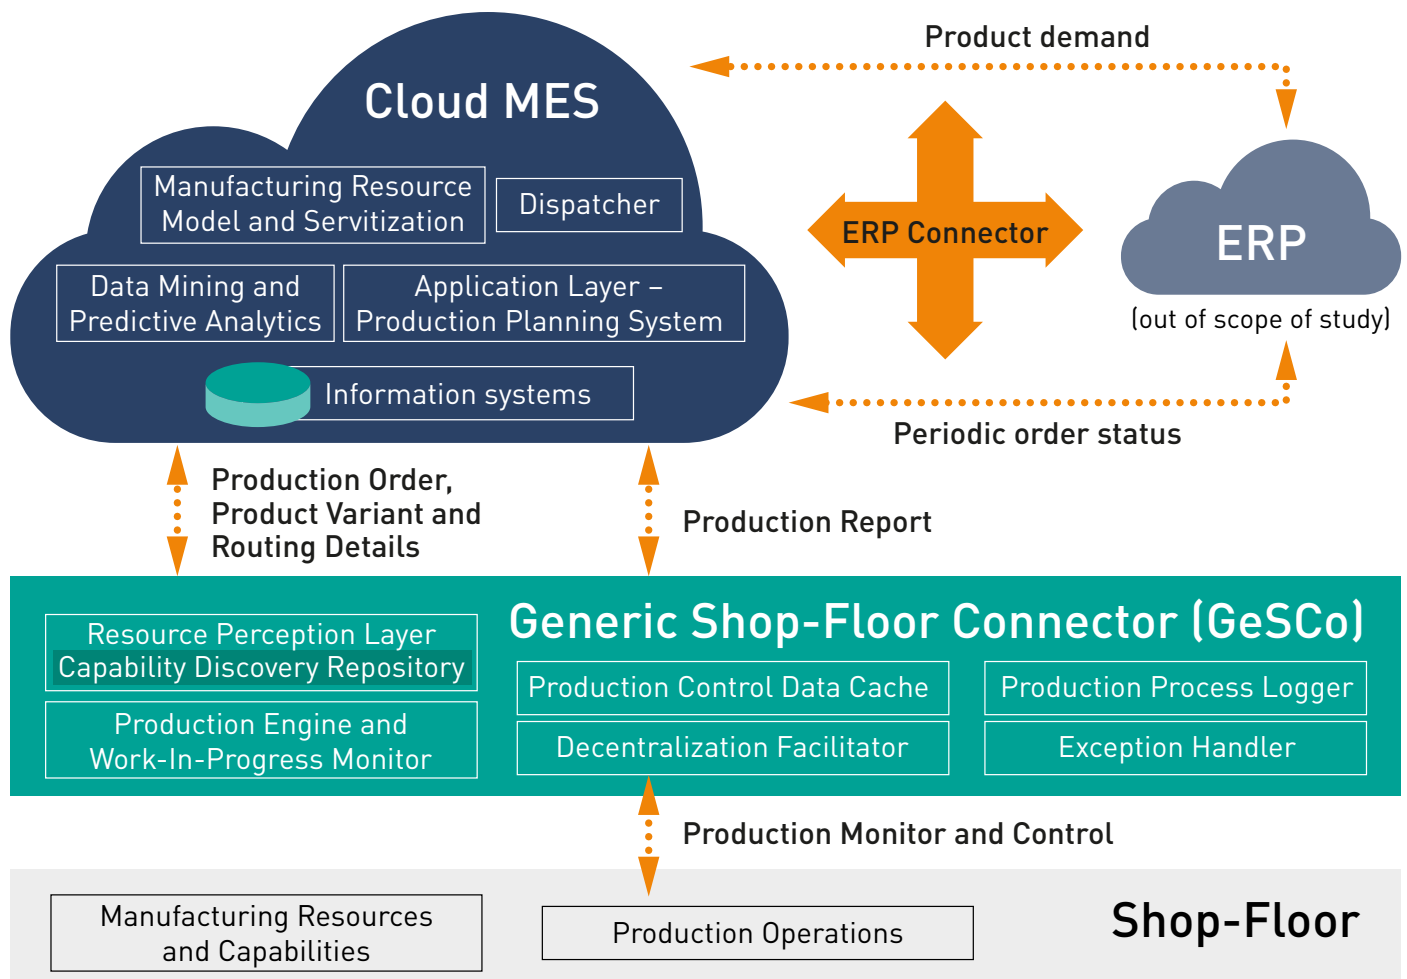 Product demand
Cloud MES
Manufacturing Resource
Model and Servitization
Dispatcher
ERP Connector
ERP
Data Mining and
Predictive Analytics
Application Layer –
Production Planning System
(out of scope of study)
Information systems
Periodic order status
Production Order,
Product Variant and
Routing Details
Production Report
Generic Shop-Floor Connector (GeSCo)
Resource Perception Layer
Capability Discovery Repository
Production Control Data Cache
Production Process Logger
Production Engine and
Work-In-Progress Monitor
Decentralization Facilitator
Exception Handler
Production Monitor and Control
Manufacturing Resources
and Capabilities
Production Operations
Shop-Floor